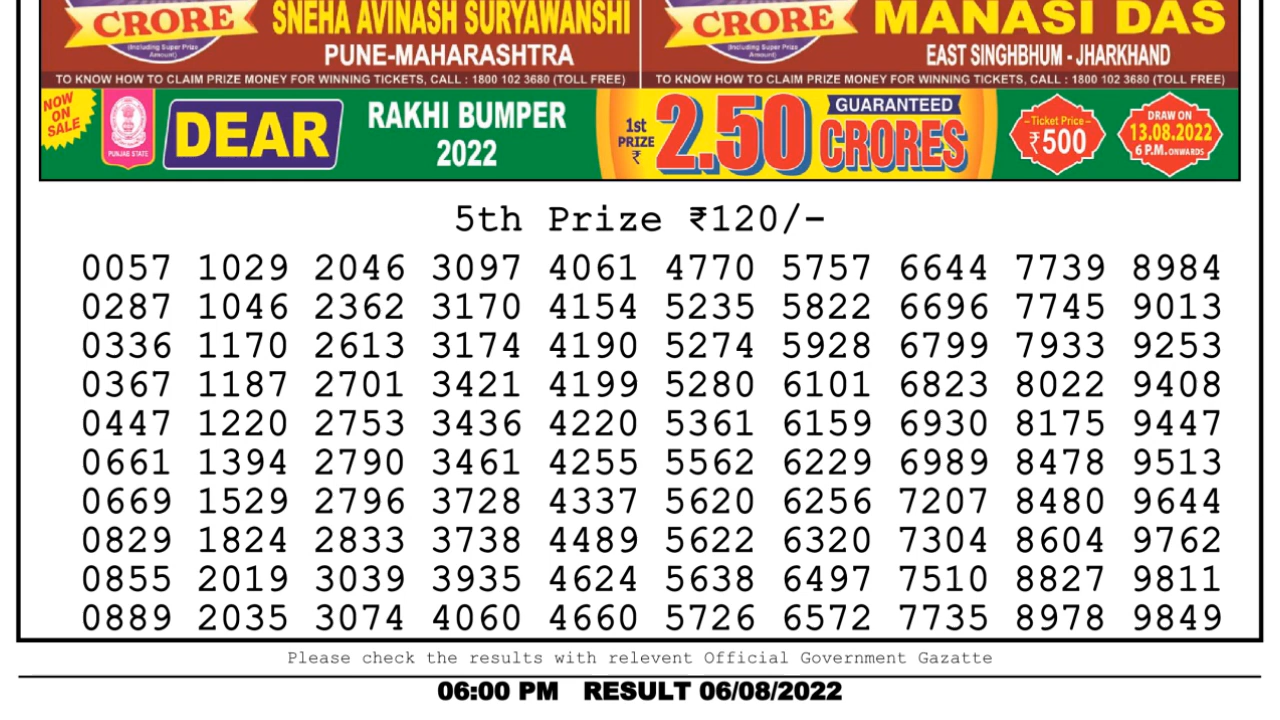 CRORE
(Including Super Prize
Amount)
SNEHA AVINASH SURYAWANSHI
PUNE-MAHARASHTRA
TO KNOW HOW TO CLAIM PRIZE MONEY FOR WINNING TICKETS, CALL : 1800 102 3680 (TOLL FREE)
CRORE
(Including Super Prize
Amount)
MANASI DAS
EAST SINGHBHUM - JHARKHAND
TO KNOW HOW TO CLAIM PRIZE MONEY FOR WINNING TICKETS, CALL : 1800 102 3680 (TOLL FREE)
NOW
ON
SALE
PUNJAB STATE
DEAR
RAKHI BUMPER
2022
1st
PRIZE
₹
2.50
GUARANTEED
CRORES
Ticket Price
₹500
DRAW ON
13.08.2022
6 P.M. ONWARDS
5th Prize ₹120/-
0057 1029 2046 3097 4061 4770 5757 6644 7739 8984
0287 1046 2362 3170 4154 5235 5822 6696 7745 9013
0336 1170 2613 3174 4190 5274 5928 6799 7933 9253
0367 1187 2701 3421 4199 5280 6101 6823 8022 9408
0447 1220 2753 3436 4220 5361 6159 6930 8175 9447
0661 1394 2790 3461 4255 5562 6229 6989 8478 9513
0669 1529 2796 3728 4337 5620 6256 7207 8480 9644
0829 1824 2833 3738 4489 5622 6320 7304 8604 9762
0855 2019 3039 3935 4624 5638 6497 7510 8827 9811
0889 2035 3074 4060 4660 5726 6572 7735 8978 9849
Please check the results with relevent Official Government Gazatte
06:00 PM RESULT 06/08/2022